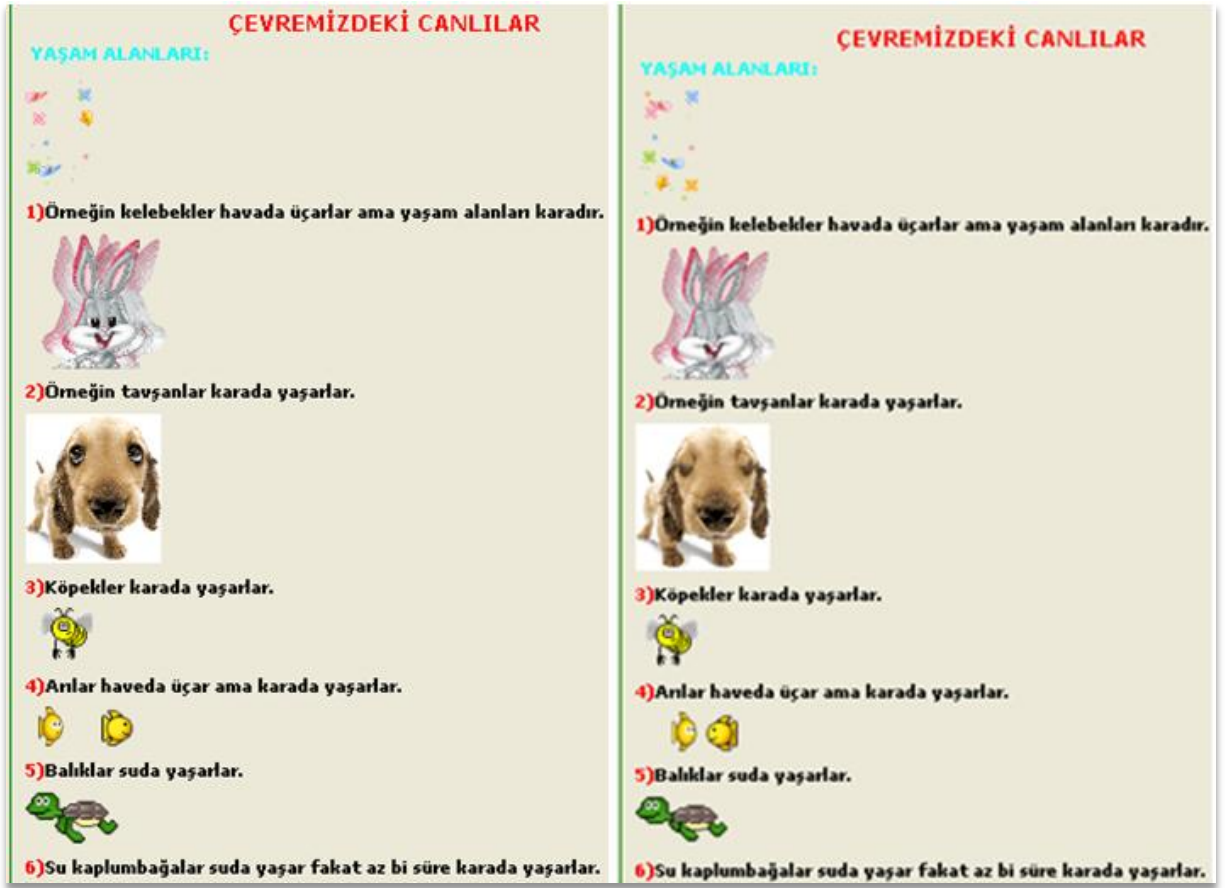 ÇEVREMİZDEKİ CANLILAR
YAŞAM ALANLARI:
1)Örneğin kelebekler havada üçarlar ama yaşam alanları karadır.
2)Örneğin tavşanlar karada yaşarlar.
3)Köpekler karada yaşarlar.
4)Arılar haveda üçar ama karada yaşarlar.
5)Balıklar suda yaşarlar.
6)Su kaplumbağalar suda yaşar fakat az bi süre karada yaşarlar.
ÇEVREMİZDEKİ CANLILAR
YAŞAM ALANLARI:
1)Örneğin kelebekler havada üçarlar ama yaşam alanları karadır.
2)Örneğin tavşanlar karada yaşarlar.
3)Köpekler karada yaşarlar.
4)Arılar haveda üçar ama karada yaşarlar.
5)Balıklar suda yaşarlar.
6)Su kaplumbağalar suda yaşar fakat az bi süre karada yaşarlar.